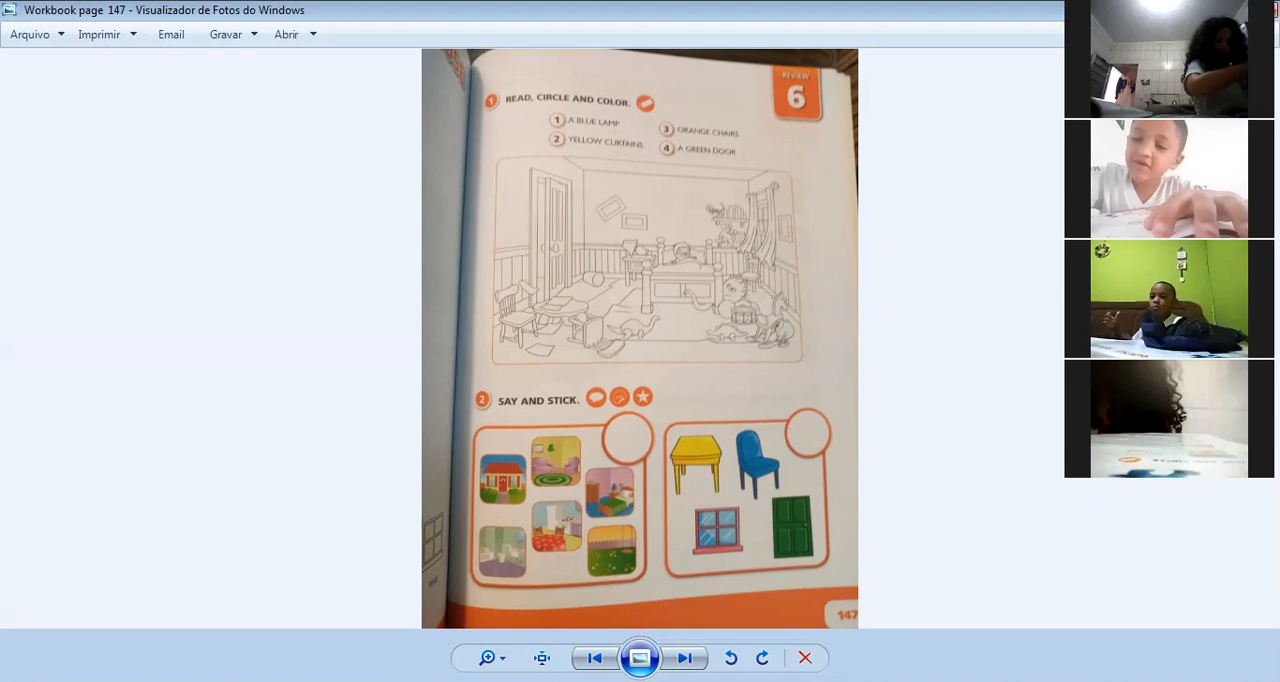 Workbook page 147 - Visualizador de Fotos do Windows
Arquivo Imprimir Email Gravar Abrir
REVIEW
6
1 READ, CIRCLE AND COLOR.
1 A BLUE LAMP
2 YELLOW CURTAINS
3 ORANGE CHAIRS
4 A GREEN DOOR
2 SAY AND STICK.
147